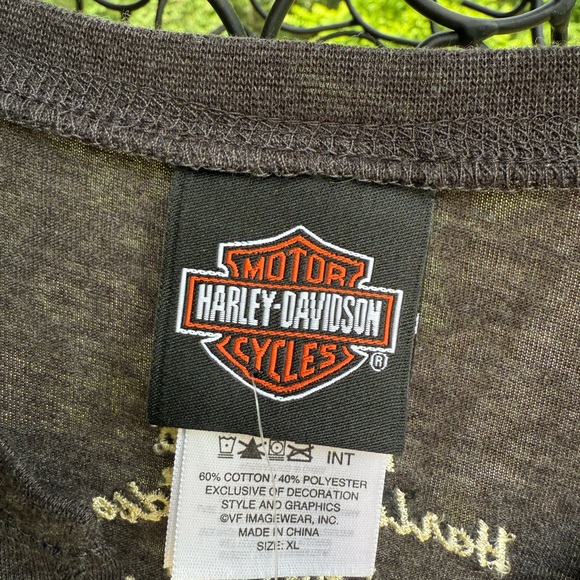 MOTOR
HARLEY-DAVIDSON
CYCLES
®
INT
60% COTTON / 40% POLYESTER
EXCLUSIVE OF DECORATION
STYLE AND GRAPHICS
©VF IMAGEWEAR, INC.
MADE IN CHINA
SIZE: XL